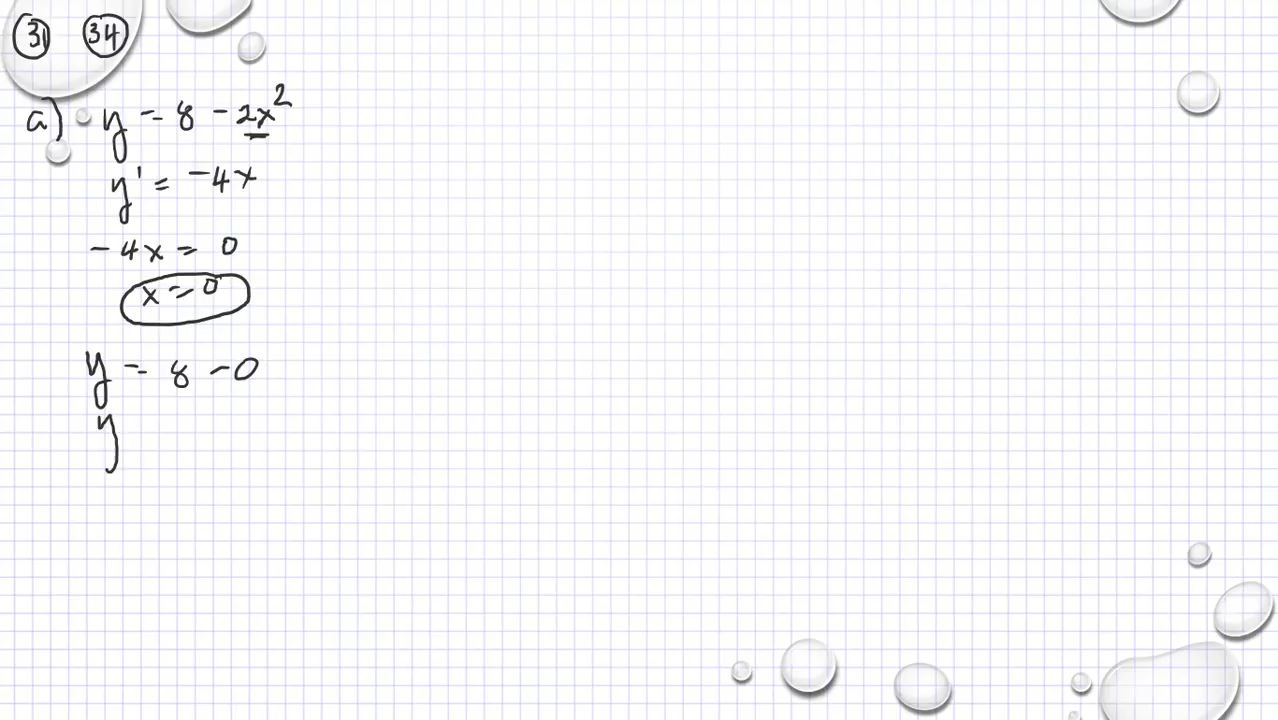 31 34
a) y = 8 - 2x²
y' = -4x
-4x = 0
x = 0
y = 8 - 0
y